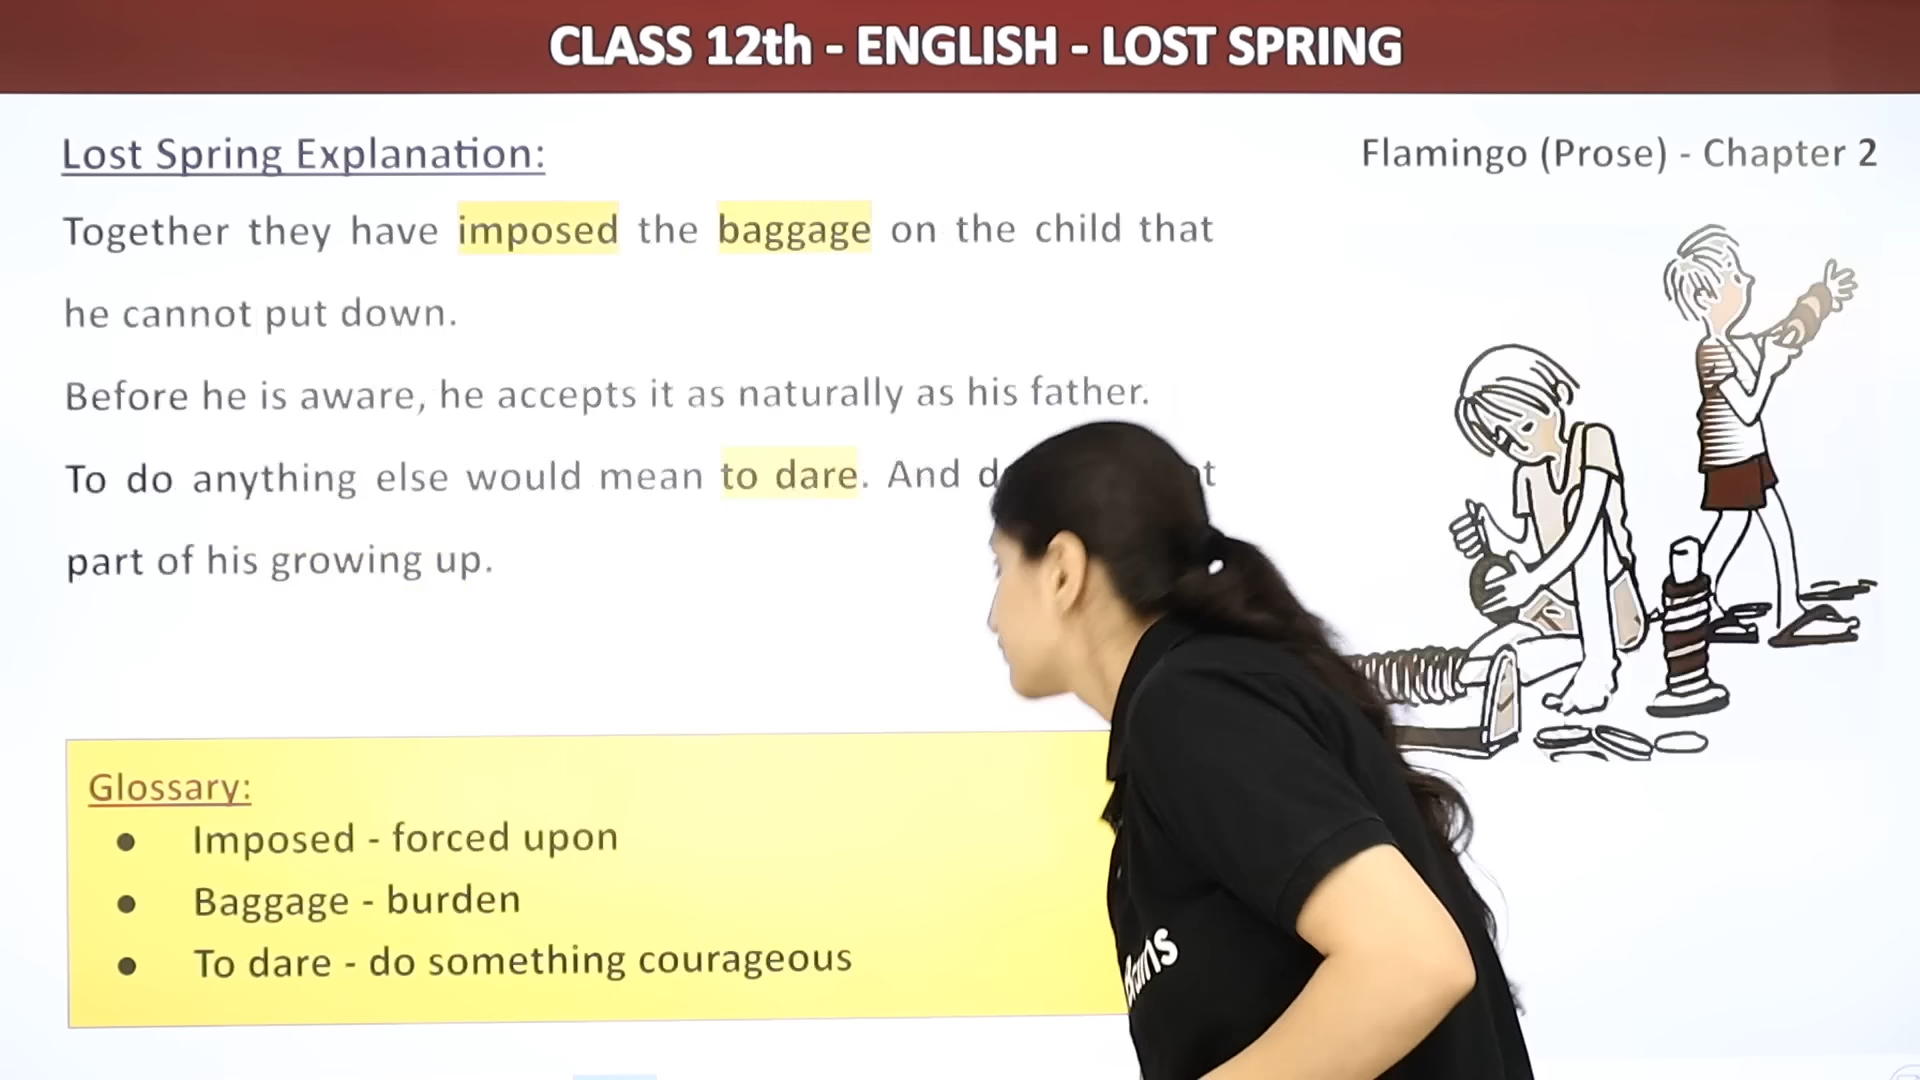 CLASS 12th - ENGLISH - LOST SPRING
Lost Spring Explanation:
Flamingo (Prose) - Chapter 2
Together they have imposed the baggage on the child that
he cannot put down.
Before he is aware, he accepts it as naturally as his father.
To do anything else would mean to dare. And
part of his growing up.
Glossary:
● Imposed - forced upon
● Baggage - burden
● To dare - do something courageous